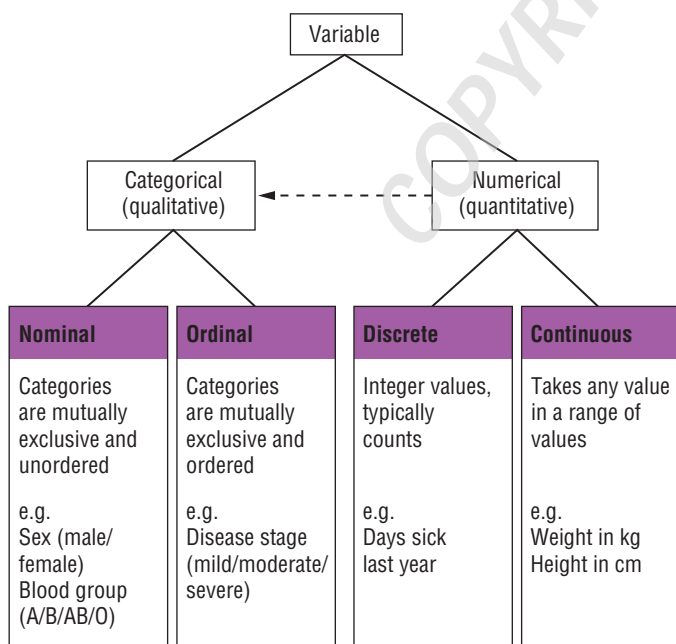 COPYR
Variable
Categorical
(qualitative)
Numerical
(quantitative)
Nominal
Categories
are mutually
exclusive and
unordered
e.g.
Sex (male/
female)
Blood group
(A/B/AB/O)
Ordinal
Categories
are mutually
exclusive and
ordered
e.g.
Disease stage
(mild/moderate/
severe)
Discrete
Integer values,
typically
counts
e.g.
Days sick
last year
Continuous
Takes any value
in a range of
values
e.g.
Weight in kg
Height in cm